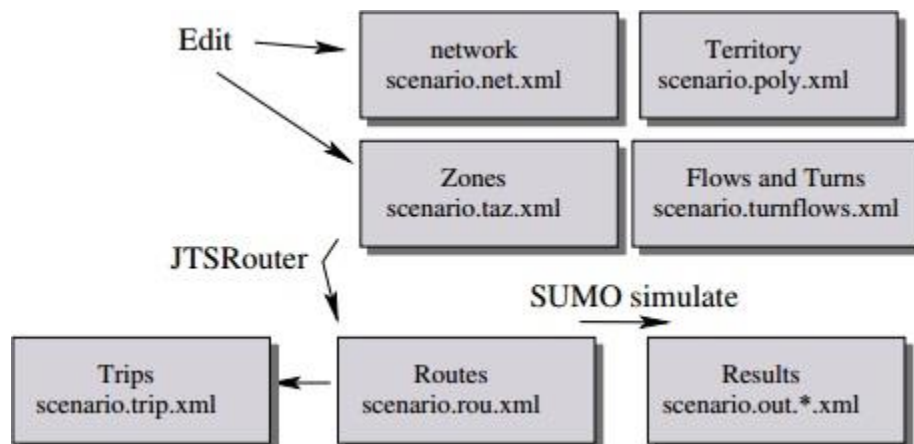 Edit
network
scenario.net.xml
Territory
scenario.poly.xml
Zones
scenario.taz.xml
Flows and Turns
scenario.turnflows.xml
JTSRouter
SUMO simulate
Trips
scenario.trip.xml
Routes
scenario.rou.xml
Results
scenario.out.*.xml